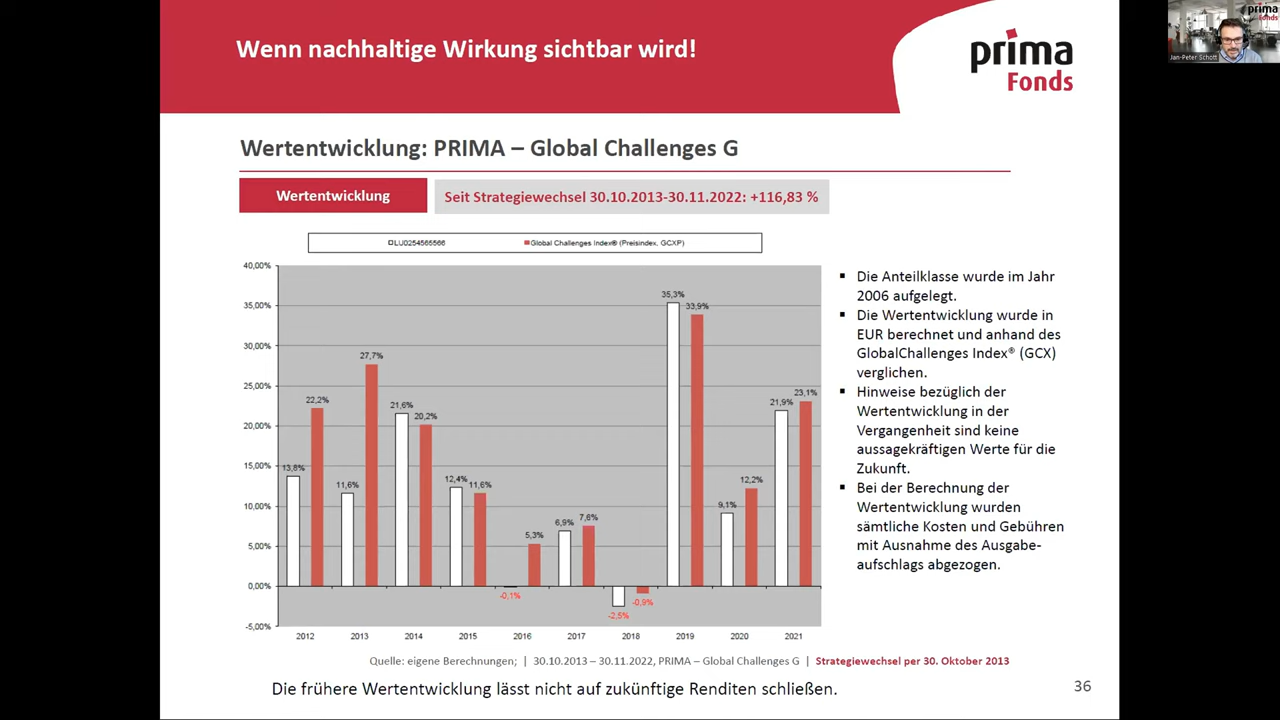 Wenn nachhaltige Wirkung sichtbar wird!
prima
Fonds
prima
Fonds
Jan-Peter Schott
Wertentwicklung: PRIMA – Global Challenges G
Wertentwicklung
Seit Strategiewechsel 30.10.2013-30.11.2022: +116,83 %
LU0254565566
Global Challenges Index® (Preisindex, GCXP)
40,00%
35,00%
30,00%
25,00%
20,00%
15,00%
10,00%
5,00%
0,00%
-5,00%
13,8%
22,2%
11,6%
27,7%
21,6%
20,2%
12,4%
11,6%
-0,1%
5,3%
6,9%
7,6%
-2,5%
-0,9%
35,3%
33,9%
9,1%
12,2%
21,9%
23,1%
2012
2013
2014
2015
2016
2017
2018
2019
2020
2021
Die Anteilklasse wurde im Jahr
2006 aufgelegt.
Die Wertentwicklung wurde in
EUR berechnet und anhand des
GlobalChallenges Index® (GCX)
verglichen.
Hinweise bezüglich der
Wertentwicklung in der
Vergangenheit sind keine
aussagekräftigen Werte für die
Zukunft.
Bei der Berechnung der
Wertentwicklung wurden
sämtliche Kosten und Gebühren
mit Ausnahme des Ausgabe-
aufschlags abgezogen.
Quelle: eigene Berechnungen; | 30.10.2013 – 30.11.2022, PRIMA – Global Challenges G | Strategiewechsel per 30. Oktober 2013
Die frühere Wertentwicklung lässt nicht auf zukünftige Renditen schließen.
36